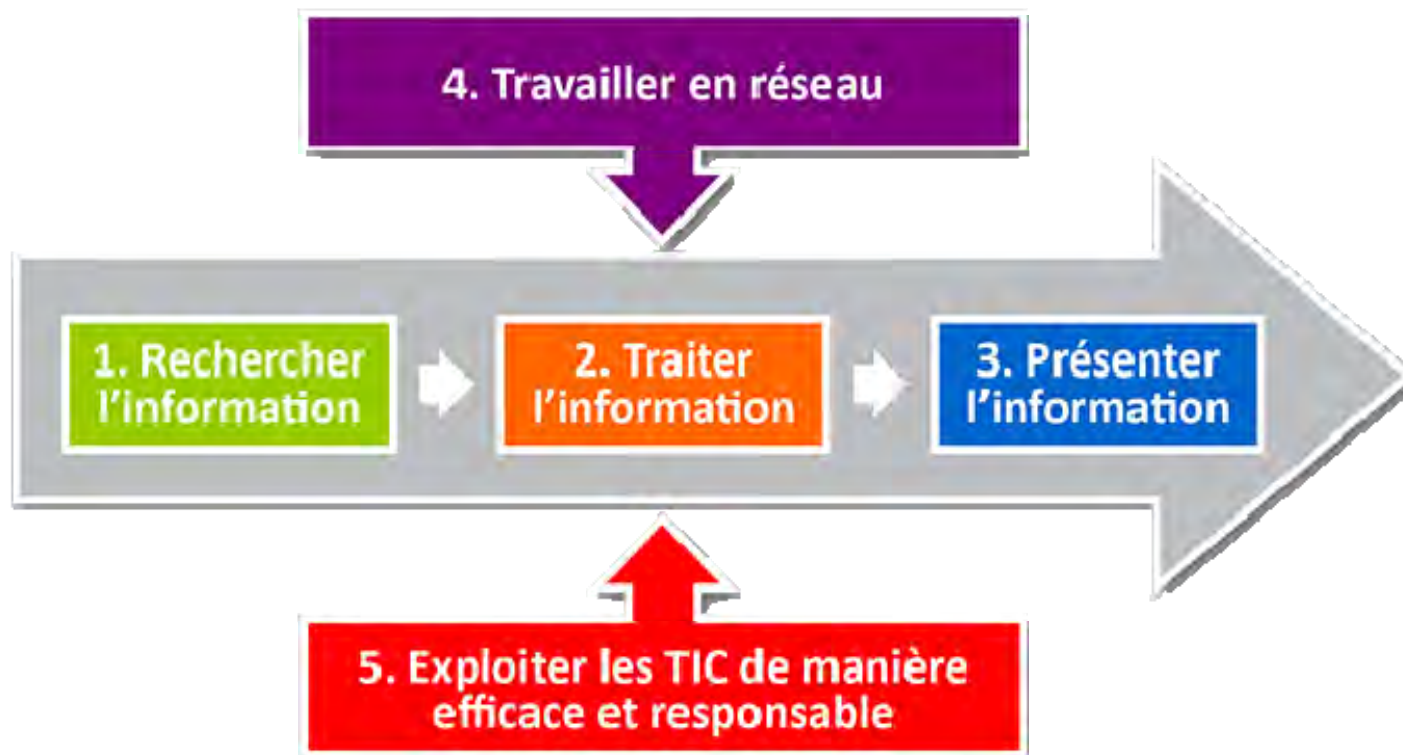 4. Travailler en réseau
1. Rechercher
l'information
2. Traiter
l'information
3. Présenter
l'information
5. Exploiter les TIC de manière
efficace et responsable